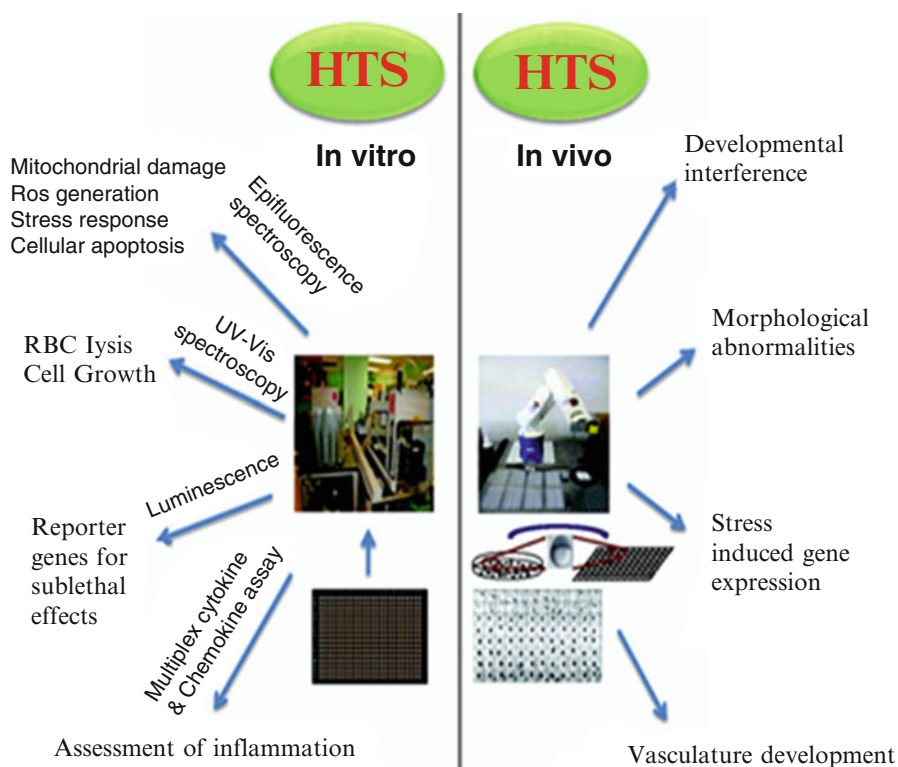 HTS
In vitro
Mitochondrial damage
Ros generation
Stress response
Cellular apoptosis
Epifluorescence
spectroscopy
RBC Iysis
Cell Growth
UV-Vis
spectroscopy
Reporter
genes for
sublethal
effects
Luminescence
Multiplex cytokine
& Chemokine assay
Assessment of inflammation
HTS
In vivo
Developmental
interference
Morphological
abnormalities
Stress
induced gene
expression
Vasculature development